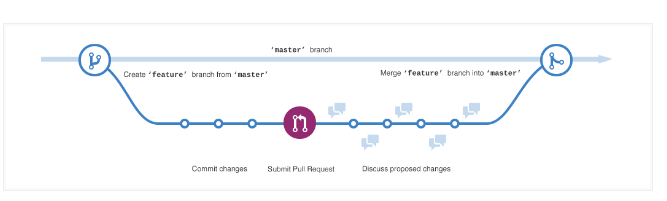 'master' branch
Create 'feature' branch from 'master'
Merge 'feature' branch into 'master'
Commit changes
Submit Pull Request
Discuss proposed changes